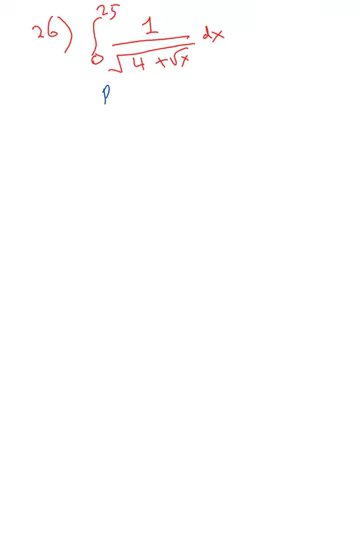 26) ∫₀²⁵ 1/√(4+√x) dx
p